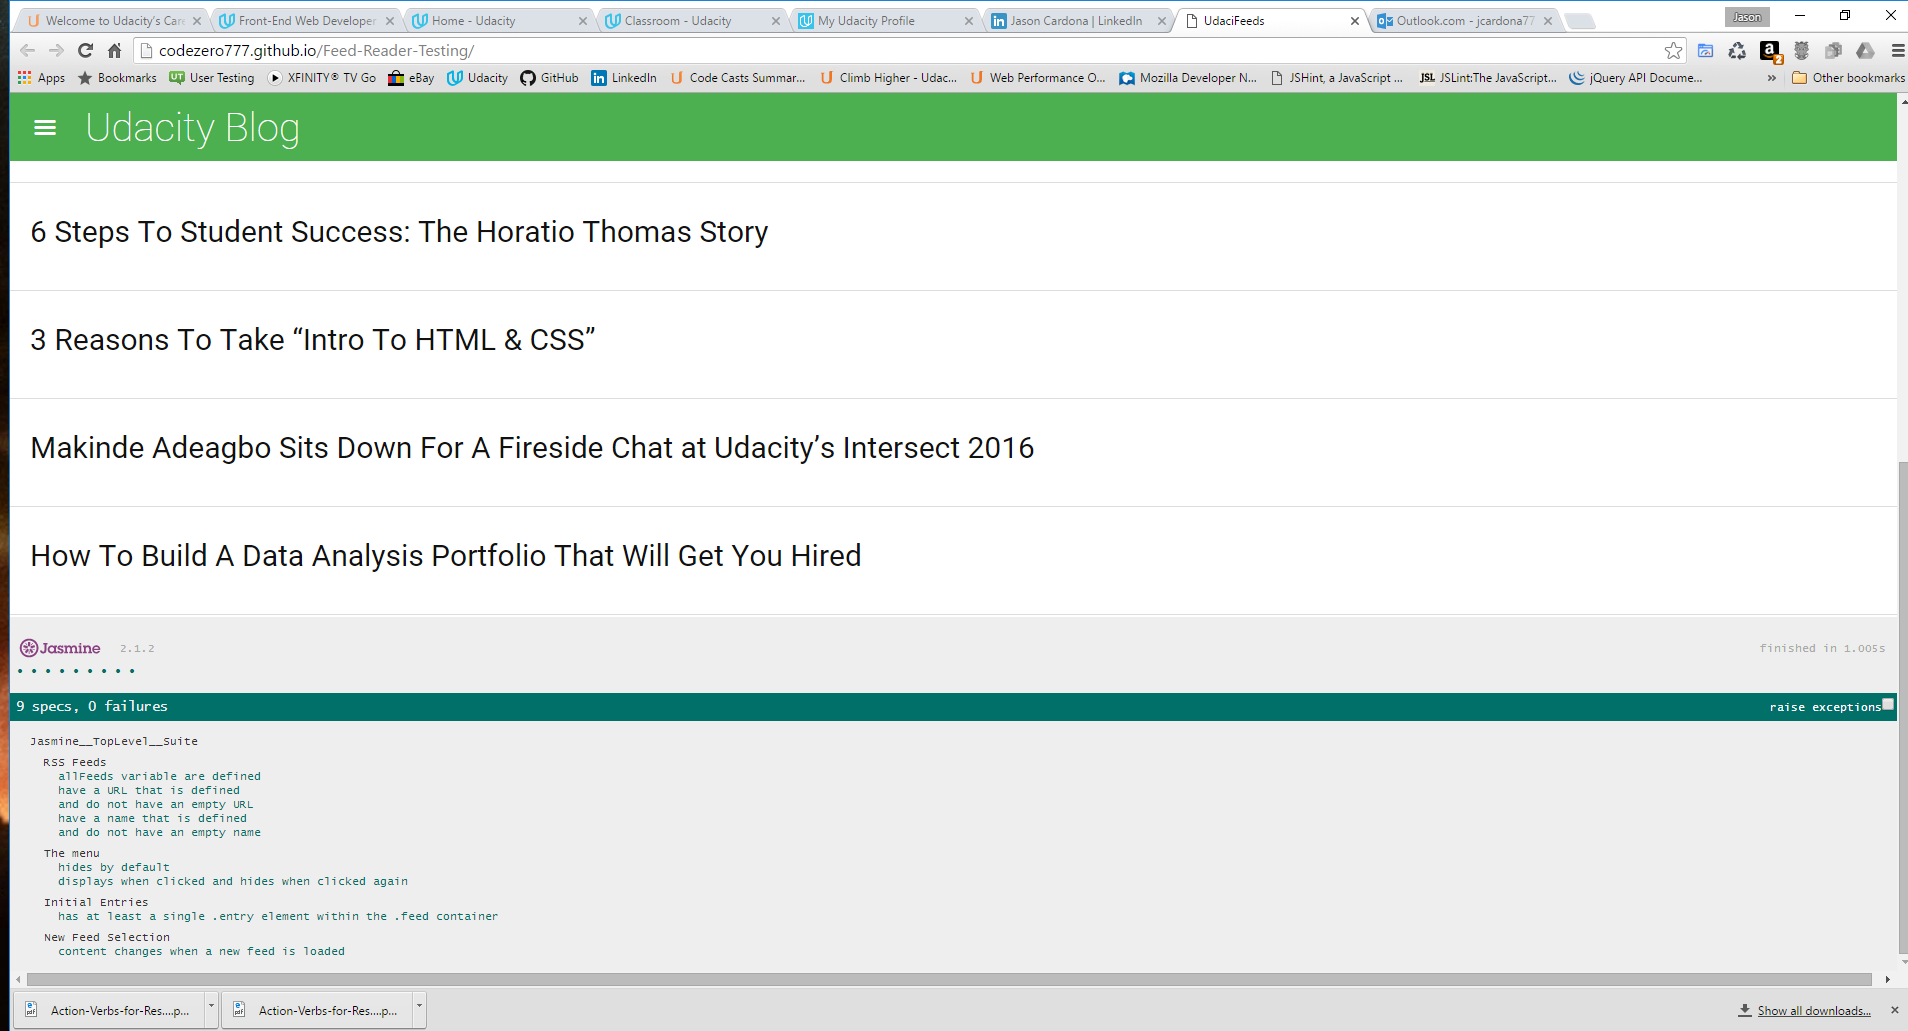 Welcome to Udacity's Car
Front-End Web Developer
Home - Udacity
Classroom - Udacity
My Udacity Profile
Jason Cardona | LinkedIn
UdaciFeeds
Outlook.com - jcardona77
Jason
codezero777.github.io/Feed-Reader-Testing/
Apps
Bookmarks
User Testing
XFINITY® TV Go
eBay
Udacity
GitHub
LinkedIn
Code Casts Summar...
Climb Higher - Udac...
Web Performance O...
Mozilla Developer N...
JSHint, a JavaScript ...
JSLint:The JavaScript...
jQuery API Docume...
»
Other bookmarks
Udacity Blog
6 Steps To Student Success: The Horatio Thomas Story
3 Reasons To Take “Intro To HTML & CSS”
Makinde Adeagbo Sits Down For A Fireside Chat at Udacity’s Intersect 2016
How To Build A Data Analysis Portfolio That Will Get You Hired
Jasmine 2.1.2
finished in 1.005s
• • • • • • • • •
9 specs, 0 failures
raise exceptions
Jasmine__TopLevel__Suite
RSS Feeds
allFeeds variable are defined
have a URL that is defined
and do not have an empty URL
have a name that is defined
and do not have an empty name
The menu
hides by default
displays when clicked and hides when clicked again
Initial Entries
has at least a single .entry element within the .feed container
New Feed Selection
content changes when a new feed is loaded
Action-Verbs-for-Res....p...
Action-Verbs-for-Res....p...
Show all downloads...